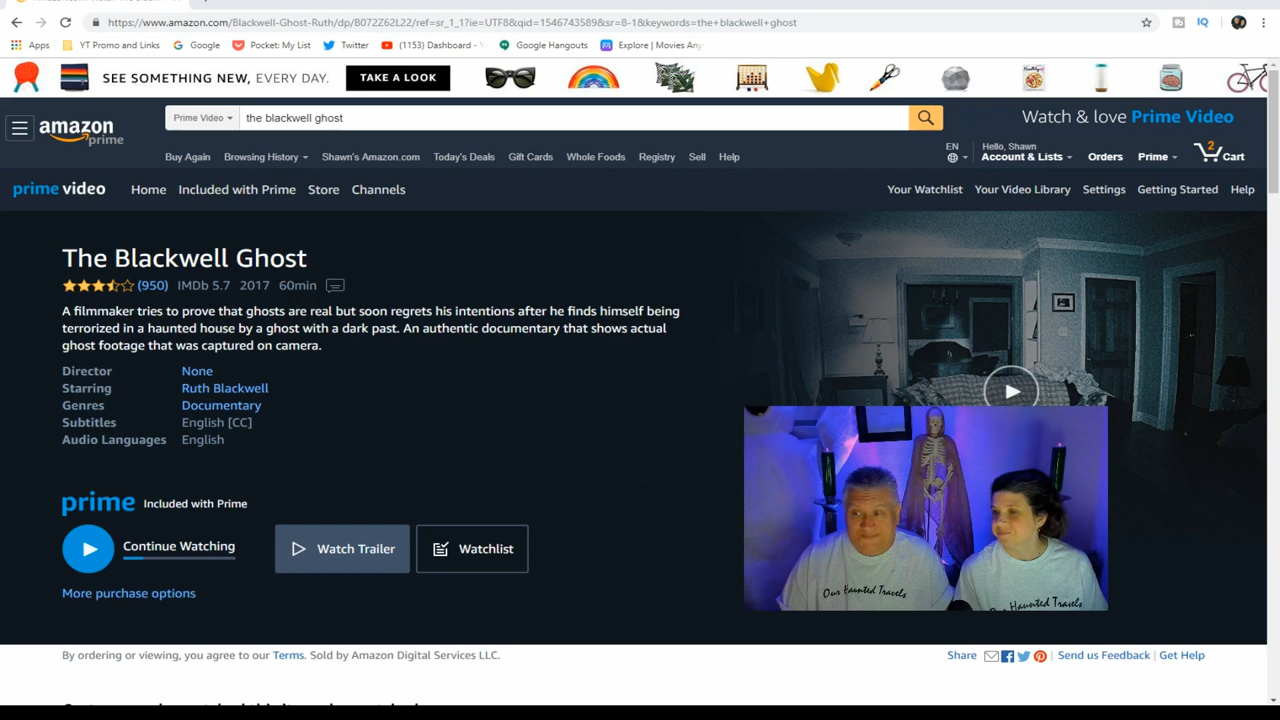 https://www.amazon.com/Blackwell-Ghost-Ruth/dp/B072Z62L22/ref=sr_1_1?ie=UTF8&qid=1546743589&sr=8-1&keywords=the+blackwell+ghost
Apps YT Promo and Links Google Pocket: My List Twitter (1153) Dashboard - Google Hangouts Explore | Movies Any
SEE SOMETHING NEW, EVERY DAY. TAKE A LOOK
amazon prime
Prime Video the blackwell ghost
Watch & love Prime Video
Buy Again Browsing History Shawn's Amazon.com Today's Deals Gift Cards Whole Foods Registry Sell Help
EN Hello, Shawn
Account & Lists Orders Prime 2 Cart
prime video Home Included with Prime Store Channels Your Watchlist Your Video Library Settings Getting Started Help
The Blackwell Ghost
(950) IMDb 5.7 2017 60min
A filmmaker tries to prove that ghosts are real but soon regrets his intentions after he finds himself being
terrorized in a haunted house by a ghost with a dark past. An authentic documentary that shows actual
ghost footage that was captured on camera.
Director None
Starring Ruth Blackwell
Genres Documentary
Subtitles English [CC]
Audio Languages English
prime Included with Prime
Continue Watching Watch Trailer Watchlist
More purchase options
Our Haunted Travels
Our Haunted Travels
By ordering or viewing, you agree to our Terms. Sold by Amazon Digital Services LLC.
Share Send us Feedback | Get Help